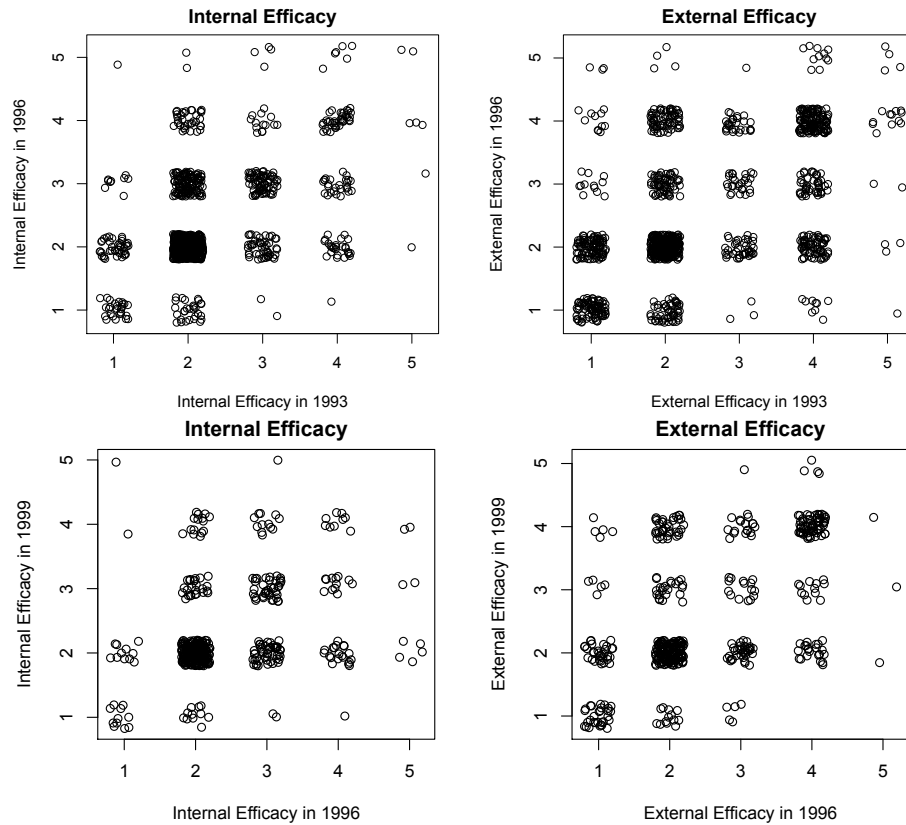 Internal Efficacy
Internal Efficacy in 1996
5
4
3
2
1
1 2 3 4 5
Internal Efficacy in 1993
External Efficacy
External Efficacy in 1996
5
4
3
2
1
1 2 3 4 5
External Efficacy in 1993
Internal Efficacy
Internal Efficacy in 1999
5
4
3
2
1
1 2 3 4 5
Internal Efficacy in 1996
External Efficacy
External Efficacy in 1999
5
4
3
2
1
1 2 3 4 5
External Efficacy in 1996